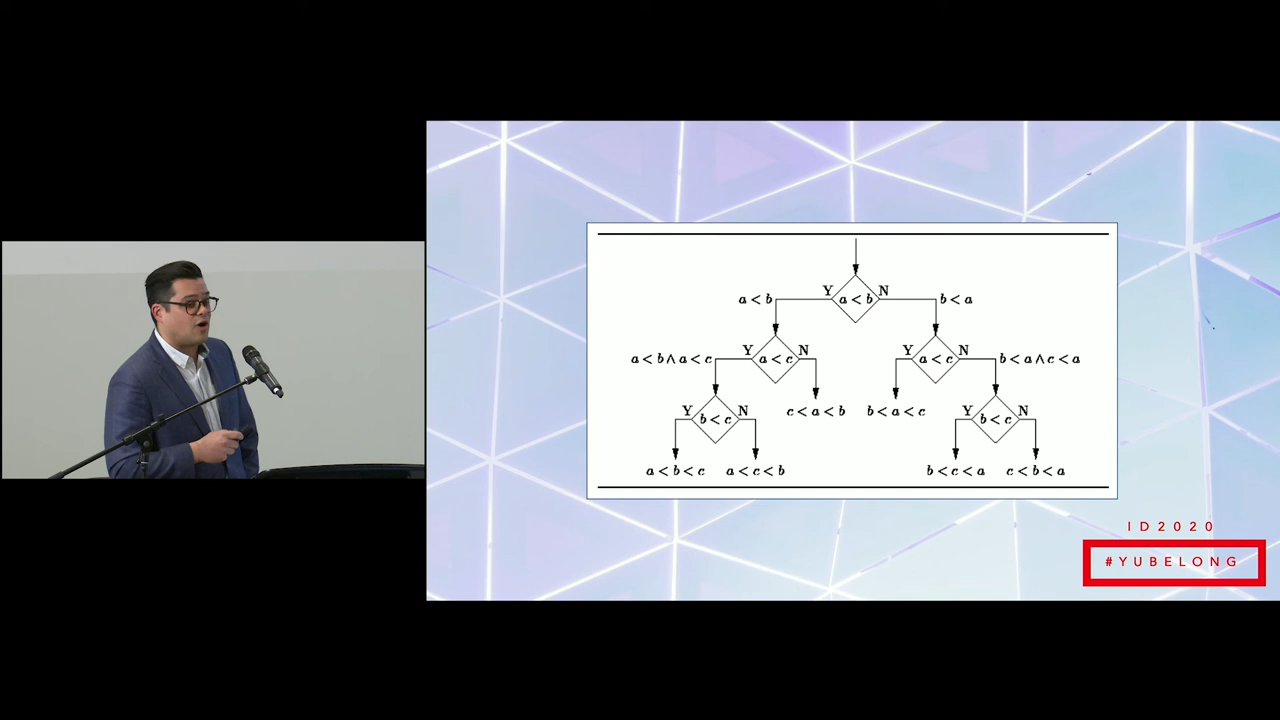 Y a < b N
a < b b < a
Y a < c N Y a < c N
a < b ∧ a < c b < a ∧ c < a
c < a < b b < a < c
Y b < c N Y b < c N
a < b < c a < c < b b < c < a c < b < a
ID2020
#YUBELONG